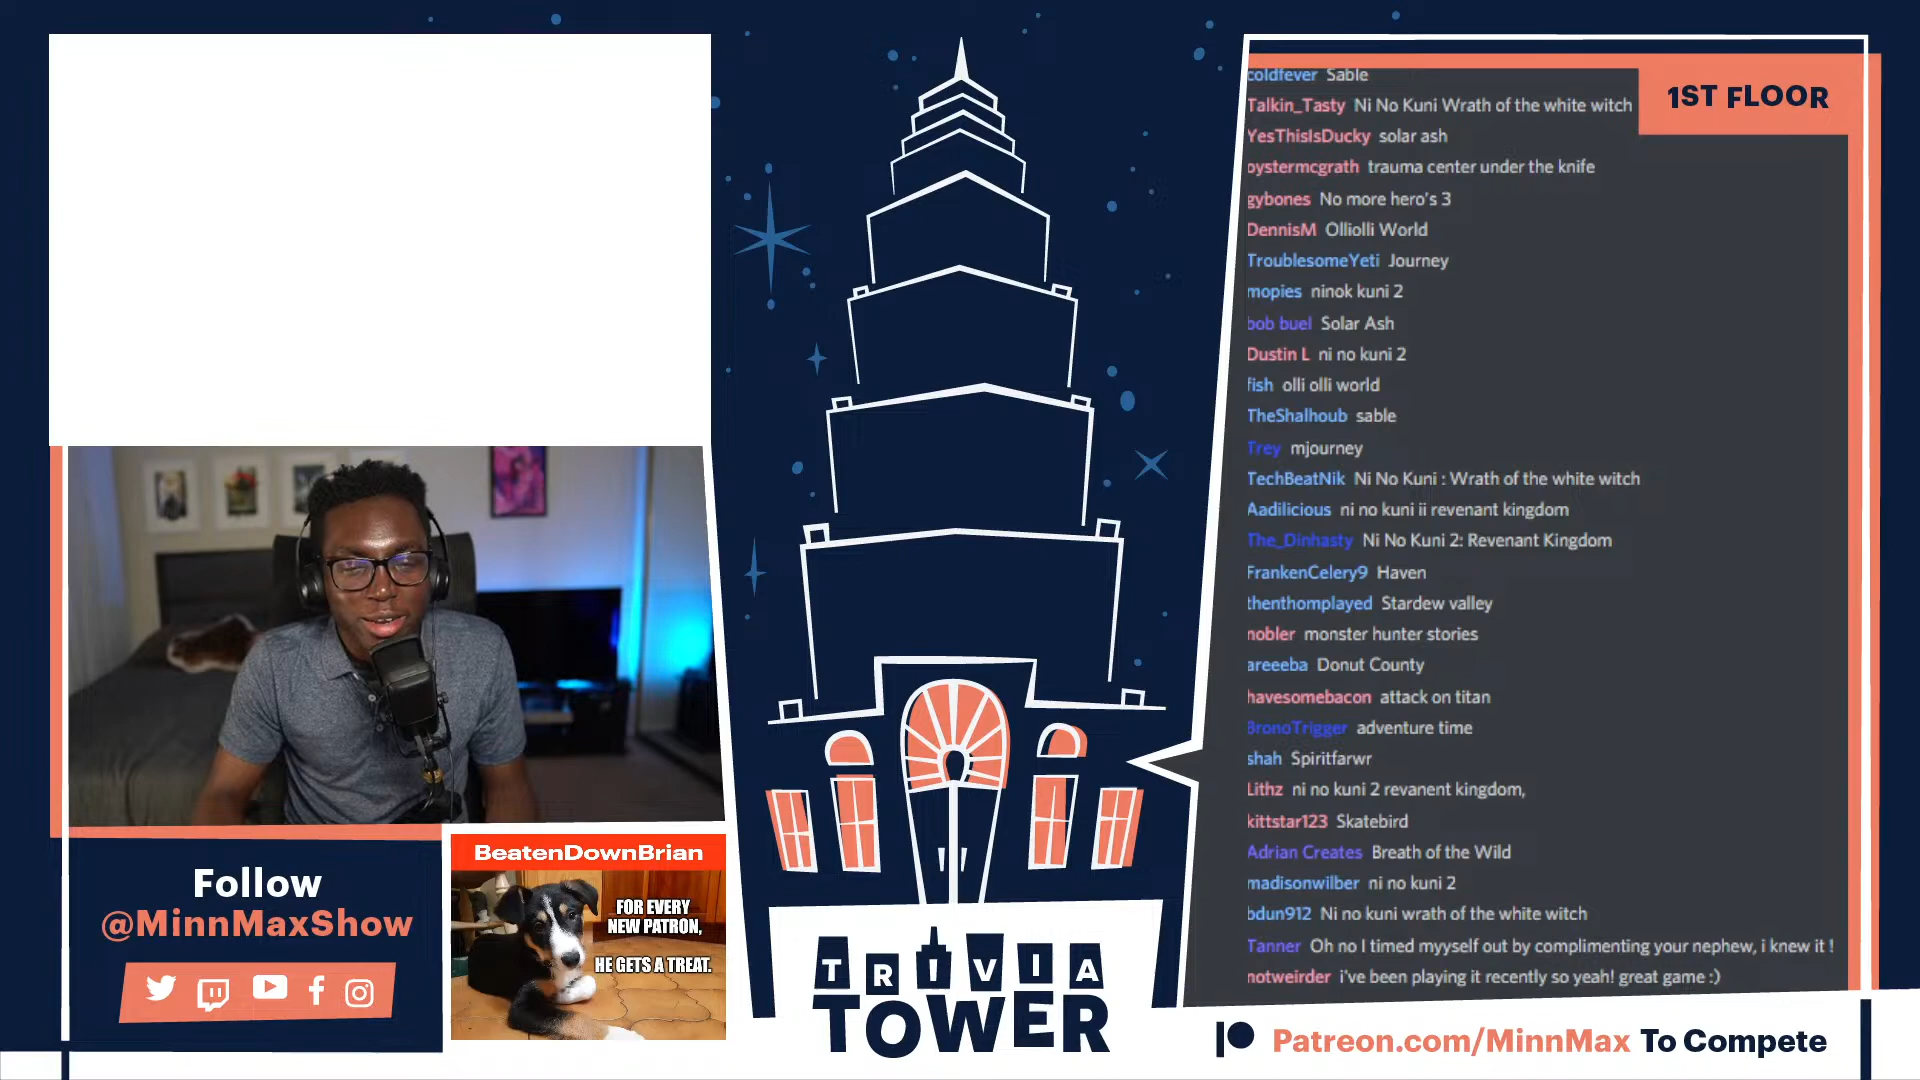 coldfever Sable
Talkin_Tasty Ni No Kuni Wrath of the white witch
1ST FLOOR
YesThisIsDucky solar ash
oystermcgrath trauma center under the knife
gybones No more hero's 3
DennisM Olliolli World
TroublesomeYeti Journey
mopies ninok kuni 2
bob buel Solar Ash
Dustin L ni no kuni 2
fish olli olli world
TheShalhoub sable
Trey mjourney
TechBeatNik Ni No Kuni : Wrath of the white witch
Aadilicious ni no kuni ii revenant kingdom
The_Dinhasty Ni No Kuni 2: Revenant Kingdom
FrankenCelery9 Haven
thenthomplayed Stardew valley
nobler monster hunter stories
areeeba Donut County
havesomebacon attack on titan
BronoTrigger adventure time
shah Spiritfarwr
Lithz ni no kuni 2 revanent kingdom,
kittstar123 Skatebird
Adrian Creates Breath of the Wild
madisonwilber ni no kuni 2
bdun912 Ni no kuni wrath of the white witch
Tanner Oh no I timed myyself out by complimenting your nephew, i knew it !
notweirder i've been playing it recently so yeah! great game :)
Follow
@MinnMaxShow
BeatenDownBrian
FOR EVERY
NEW PATRON,
HE GETS A TREAT.
TRIVIA
TOWER
Patreon.com/MinnMax To Compete